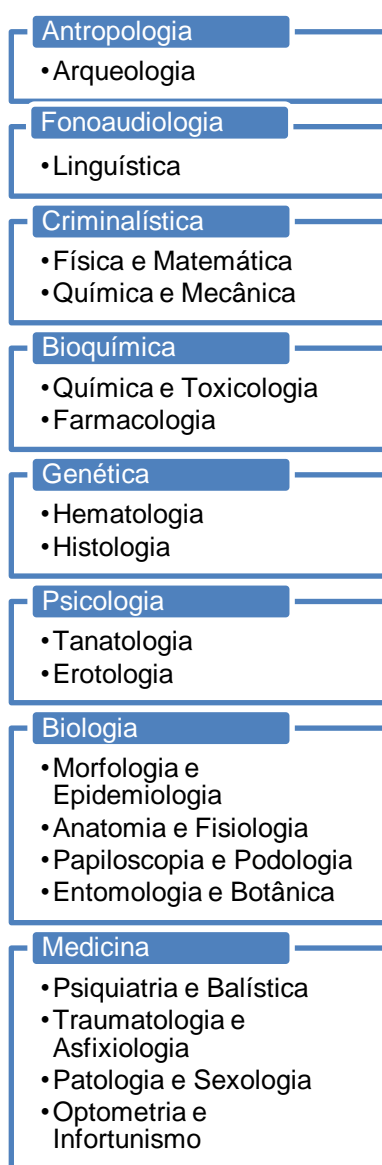 Antropologia
•Arqueologia
Fonoaudiologia
•Linguística
Criminalística
•Física e Matemática
•Química e Mecânica
Bioquímica
•Química e Toxicologia
•Farmacologia
Genética
•Hematologia
•Histologia
Psicologia
•Tanatologia
•Erotologia
Biologia
•Morfologia e
Epidemiologia
•Anatomia e Fisiologia
•Papiloscopia e Podologia
•Entomologia e Botânica
Medicina
•Psiquiatria e Balística
•Traumatologia e
Asfixiologia
•Patologia e Sexologia
•Optometria e
Infortunismo